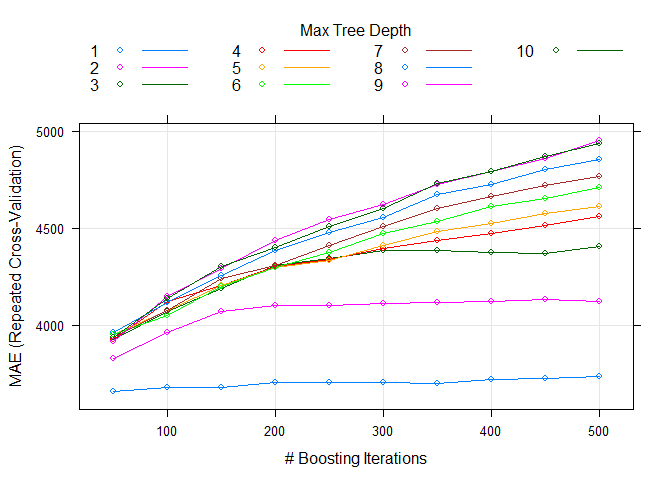 Max Tree Depth
1 4 7 10
2 5 8
3 6 9
5000
4500
4000
MAE (Repeated Cross-Validation)
100 200 300 400 500
# Boosting Iterations